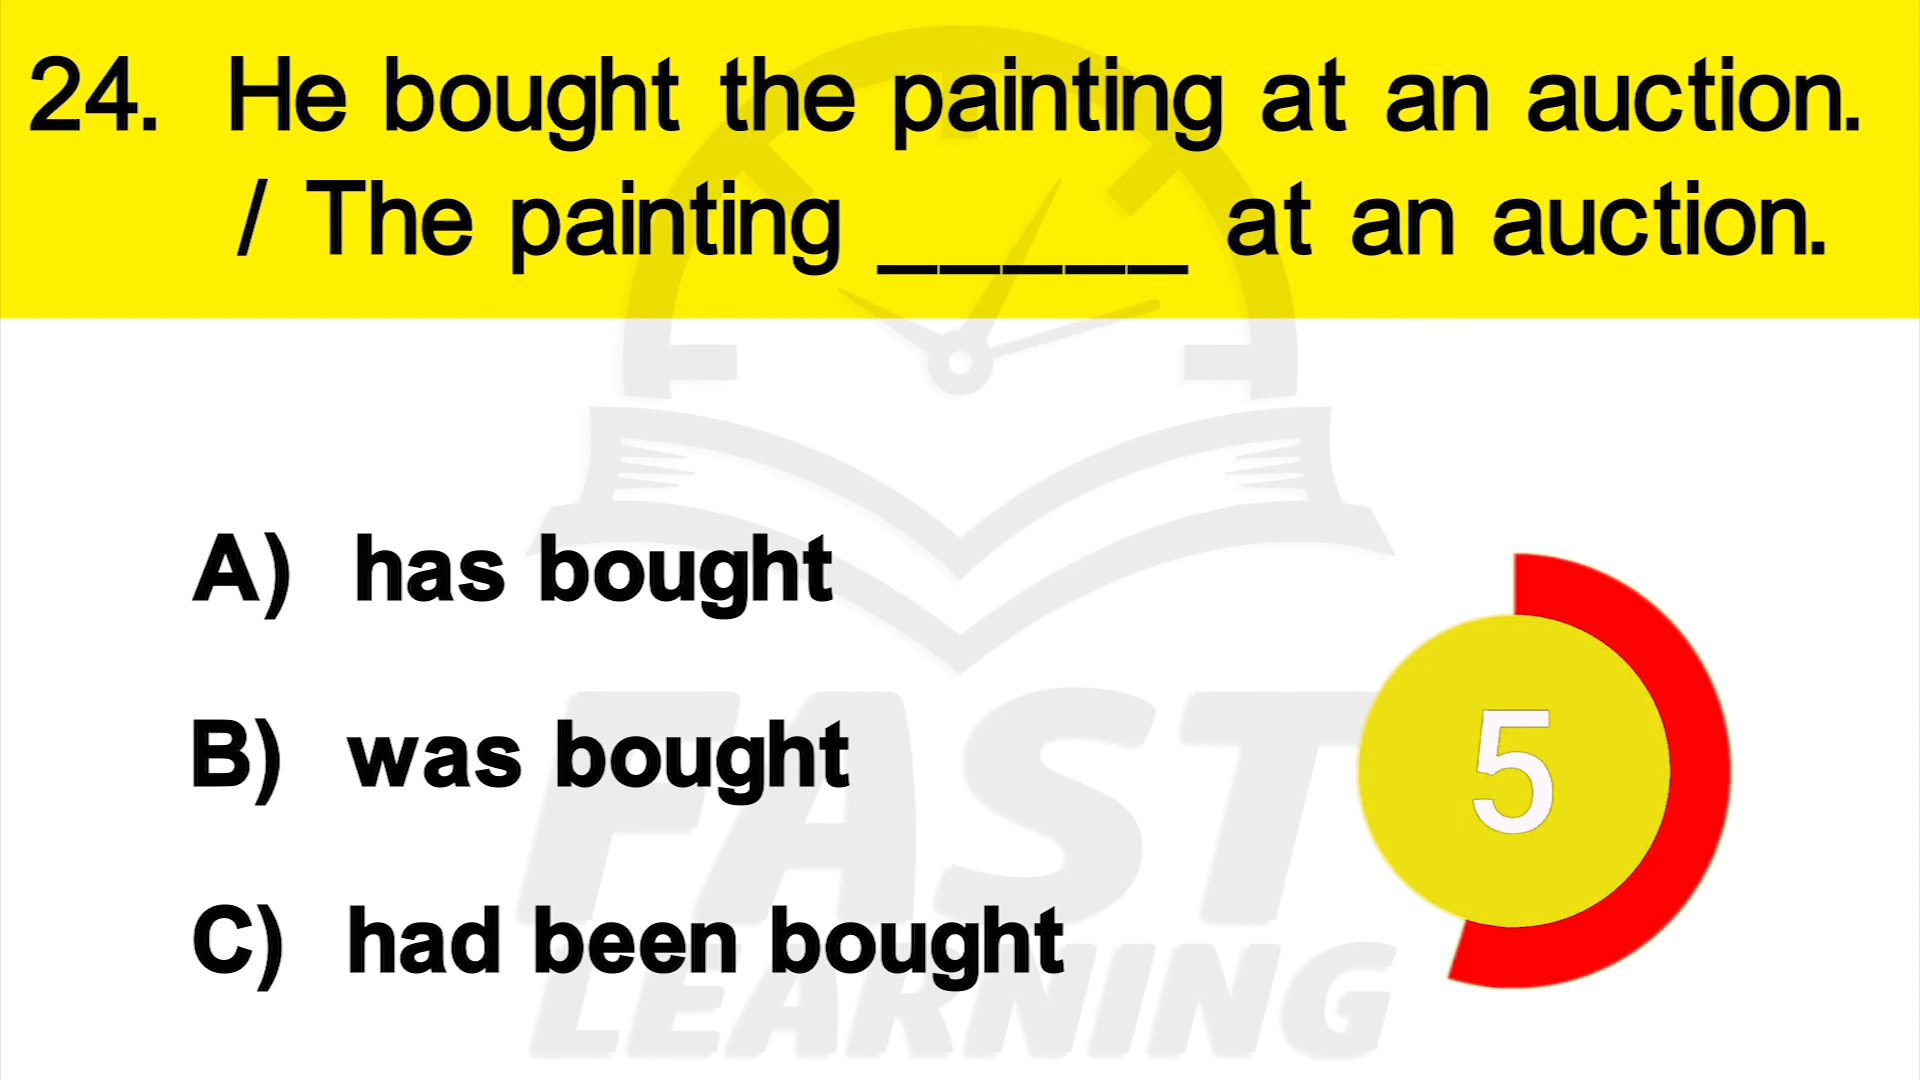 24. He bought the painting at an auction.
/ The painting _____ at an auction.
A) has bought
B) was bought
C) had been bought
5
FAST
LEARNING